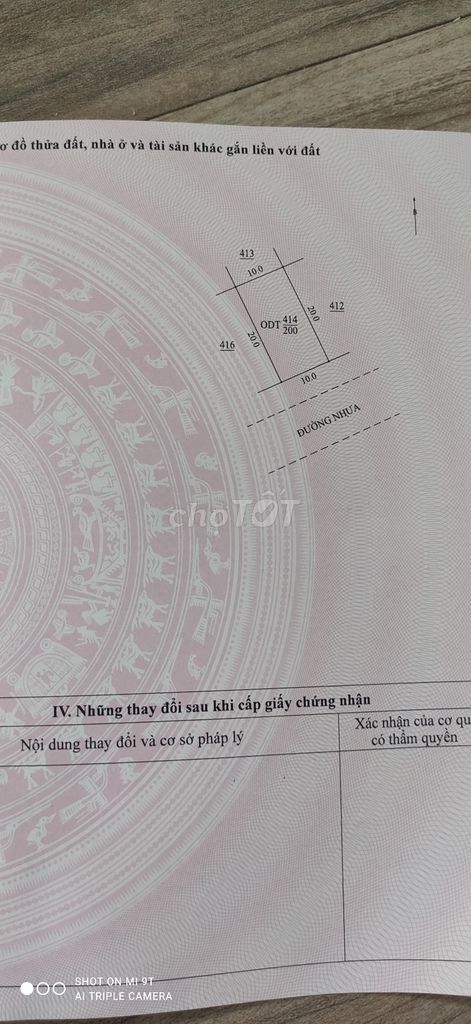 ơ đồ thửa đất, nhà ở và tài sản khác gắn liền với đất
B
413
10.0
412
20.0
ODT 414
200
20.0
416
10.0
ĐƯỜNG NHỰA
chợTỐT
IV. Những thay đổi sau khi cấp giấy chứng nhận
Nội dung thay đổi và cơ sở pháp lý
Xác nhận của cơ qu
có thẩm quyền
SHOT ON MI 9T
AI TRIPLE CAMERA